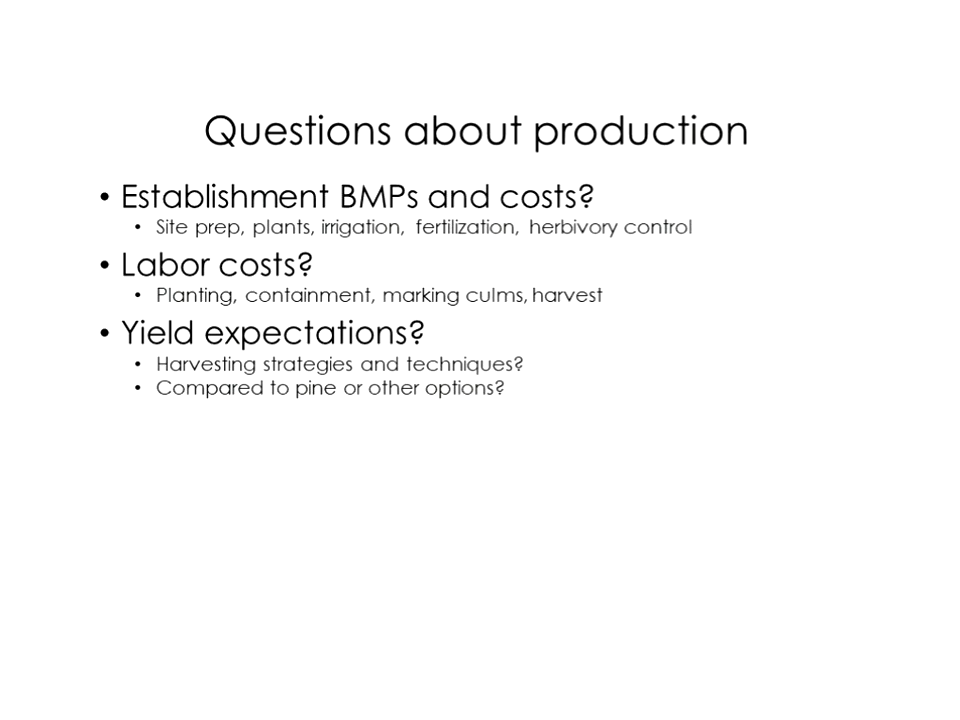 Questions about production
• Establishment BMPs and costs?
• Site prep, plants, irrigation, fertilization, herbivory control
• Labor costs?
• Planting, containment, marking culms, harvest
• Yield expectations?
• Harvesting strategies and techniques?
• Compared to pine or other options?